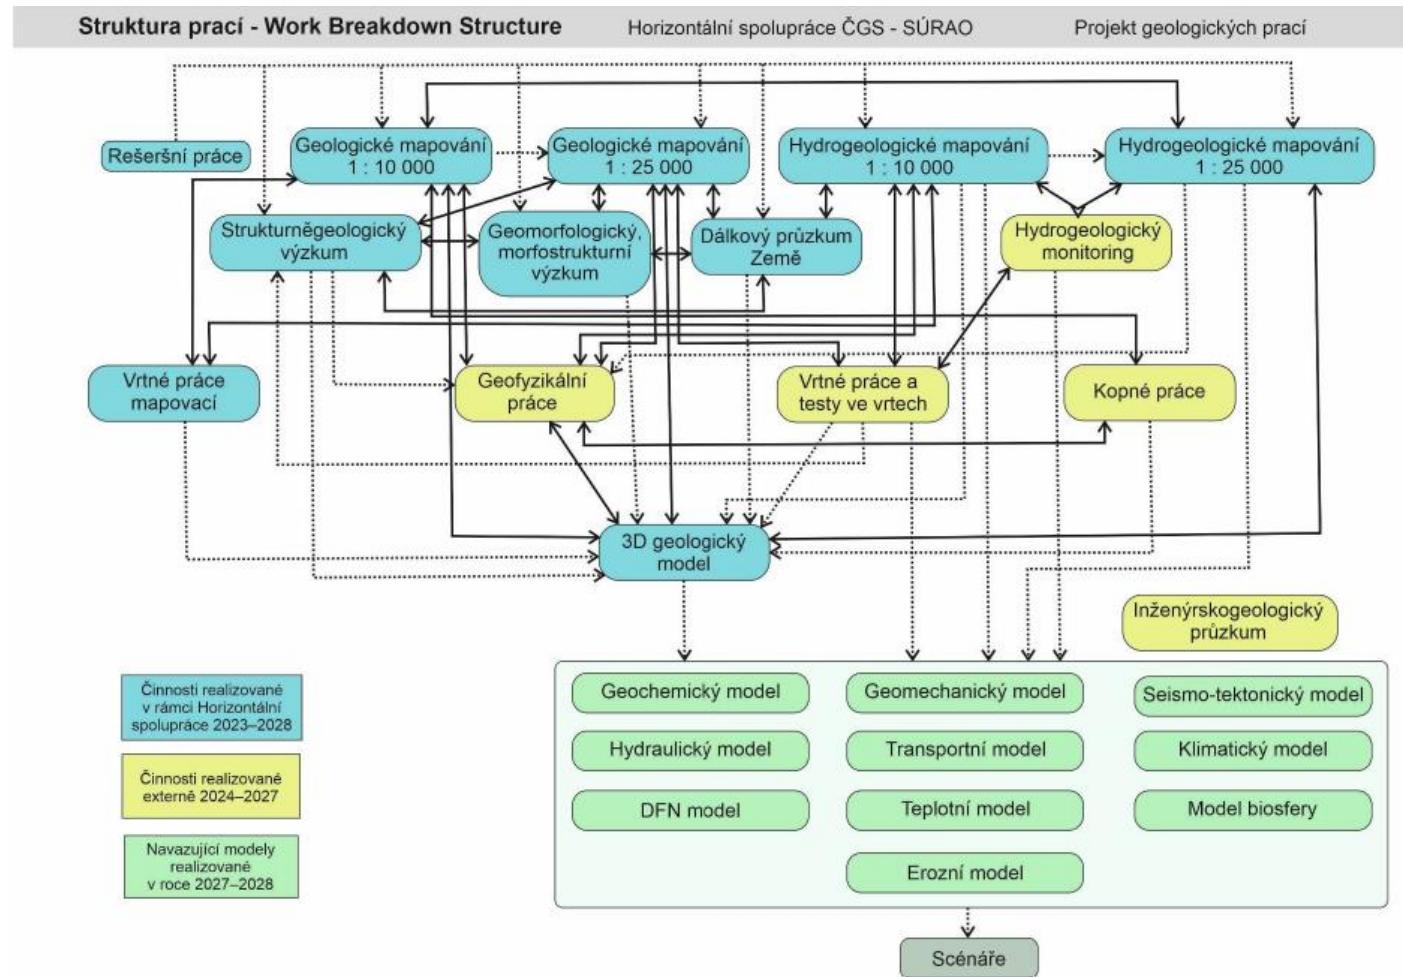 Struktura prací - Work Breakdown Structure
Horizontální spolupráce ČGS - SÚRAO
Projekt geologických prací
Rešeršní práce
Geologické mapování
1 : 10 000
Geologické mapování
1 : 25 000
Hydrogeologické mapování
1 : 10 000
Hydrogeologické mapování
1 : 25 000
Strukturněgeologický
výzkum
Geomorfologický,
morfostrukturní
výzkum
Dálkový průzkum
Země
Hydrogeologický
monitoring
Vrtné práce
mapovací
Geofyzikální
práce
Vrtné práce a
testy ve vrtech
Kopné práce
3D geologický
model
Inženýrskogeologický
průzkum
Činnosti realizované
v rámci Horizontální
spolupráce 2023–2028
Činnosti realizované
externě 2024–2027
Navazující modely
realizované
v roce 2027–2028
Geochemický model
Geomechanický model
Seismo-tektonický model
Hydraulický model
Transportní model
Klimatický model
DFN model
Teplotní model
Model biosfery
Erozní model
Scénáře